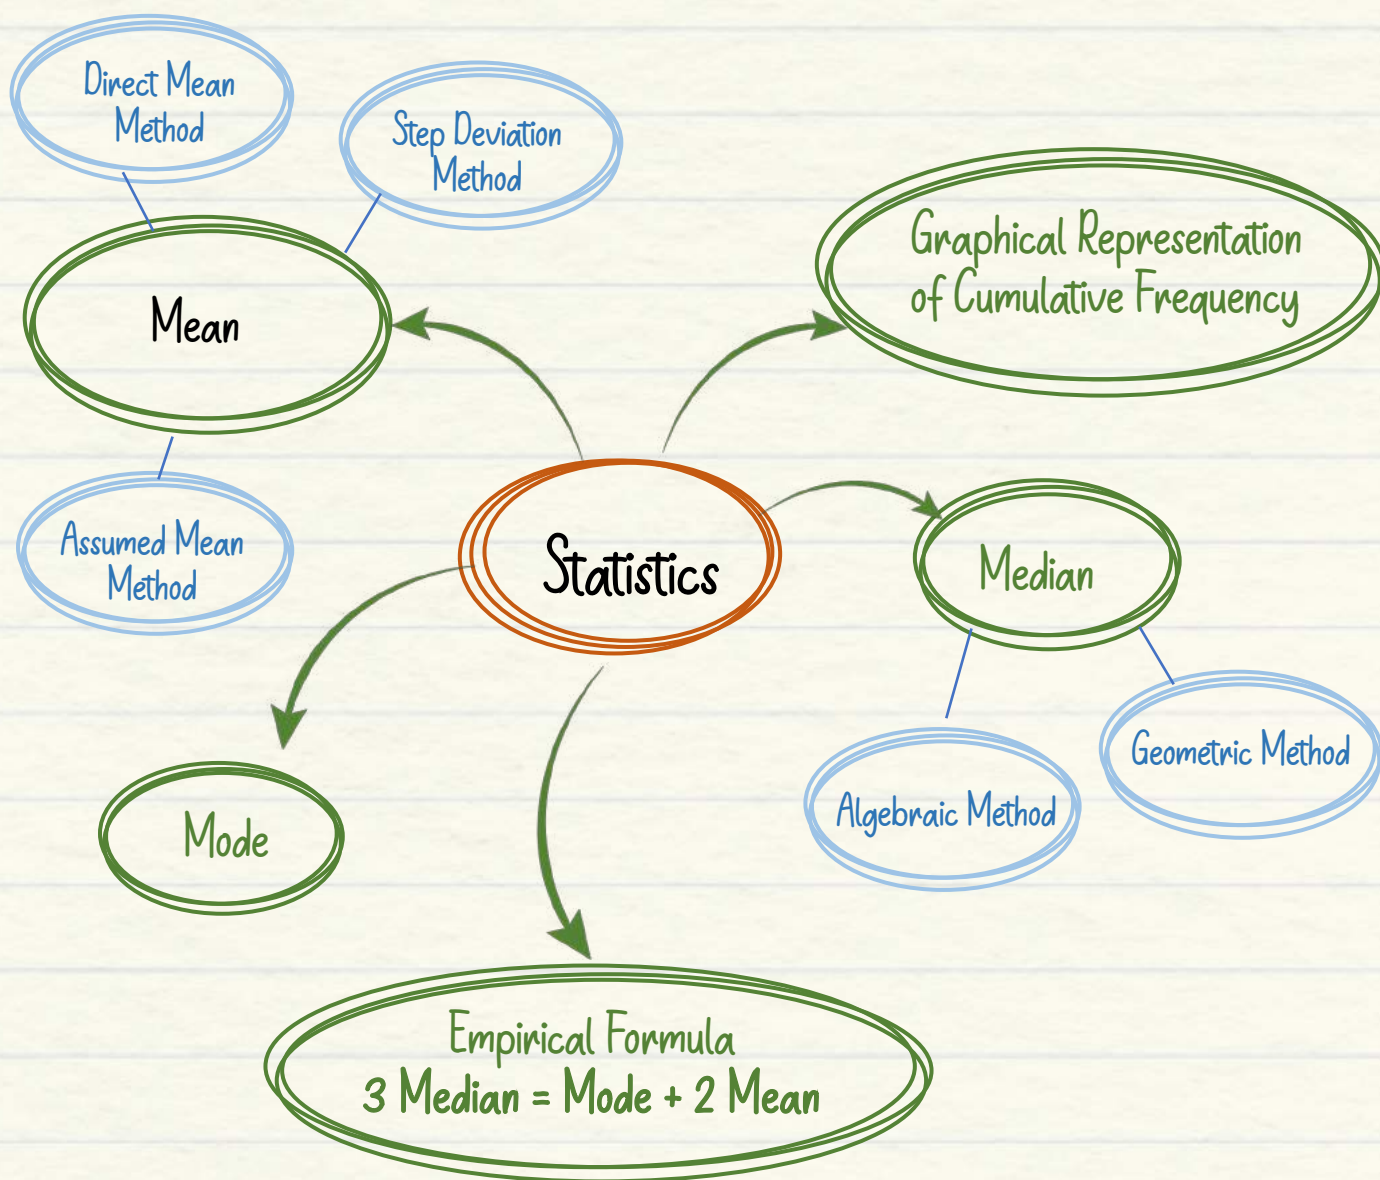 Direct Mean
Method
Step Deviation
Method
Graphical Representation
of Cumulative Frequency
Mean
Assumed Mean
Method
Statistics
Median
Geometric Method
Algebraic Method
Mode
Empirical Formula
3 Median = Mode + 2 Mean